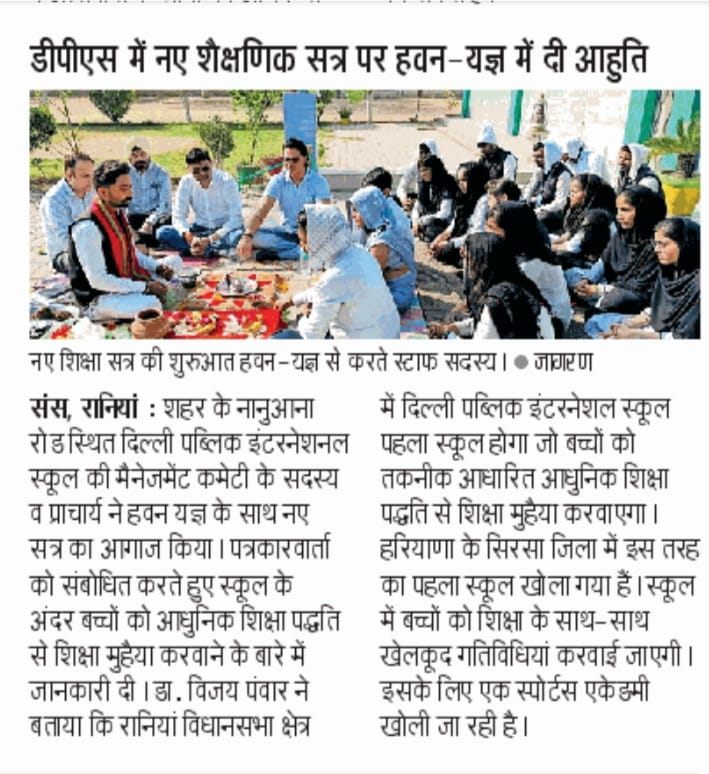 डीपीएस में नए शैक्षणिक सत्र पर हवन-यज्ञ में दी आहुति
नए शिक्षा सत्र की शुरुआत हवन-यज्ञ से करते स्टाफ सदस्य। ● जागरण
संस, रानियां : शहर के नानुआना
रोड स्थित दिल्ली पब्लिक इंटरनेशनल
स्कूल की मैनेजमेंट कमेटी के सदस्य
व प्राचार्य ने हवन यज्ञ के साथ नए
सत्र का आगाज किया। पत्रकारवार्ता
को संबोधित करते हुए स्कूल के
अंदर बच्चों को आधुनिक शिक्षा पद्धति
से शिक्षा मुहैया करवाने के बारे में
जानकारी दी। डा. विजय पंवार ने
बताया कि रानियां विधानसभा क्षेत्र
में दिल्ली पब्लिक इंटरनेशल स्कूल
पहला स्कूल होगा जो बच्चों को
तकनीक आधारित आधुनिक शिक्षा
पद्धति से शिक्षा मुहैया करवाएगा।
हरियाणा के सिरसा जिला में इस तरह
का पहला स्कूल खोला गया हैं। स्कूल
में बच्चों को शिक्षा के साथ-साथ
खेलकूद गतिविधियां करवाई जाएगी।
इसके लिए एक स्पोर्टस एकेडमी
खोली जा रही है।